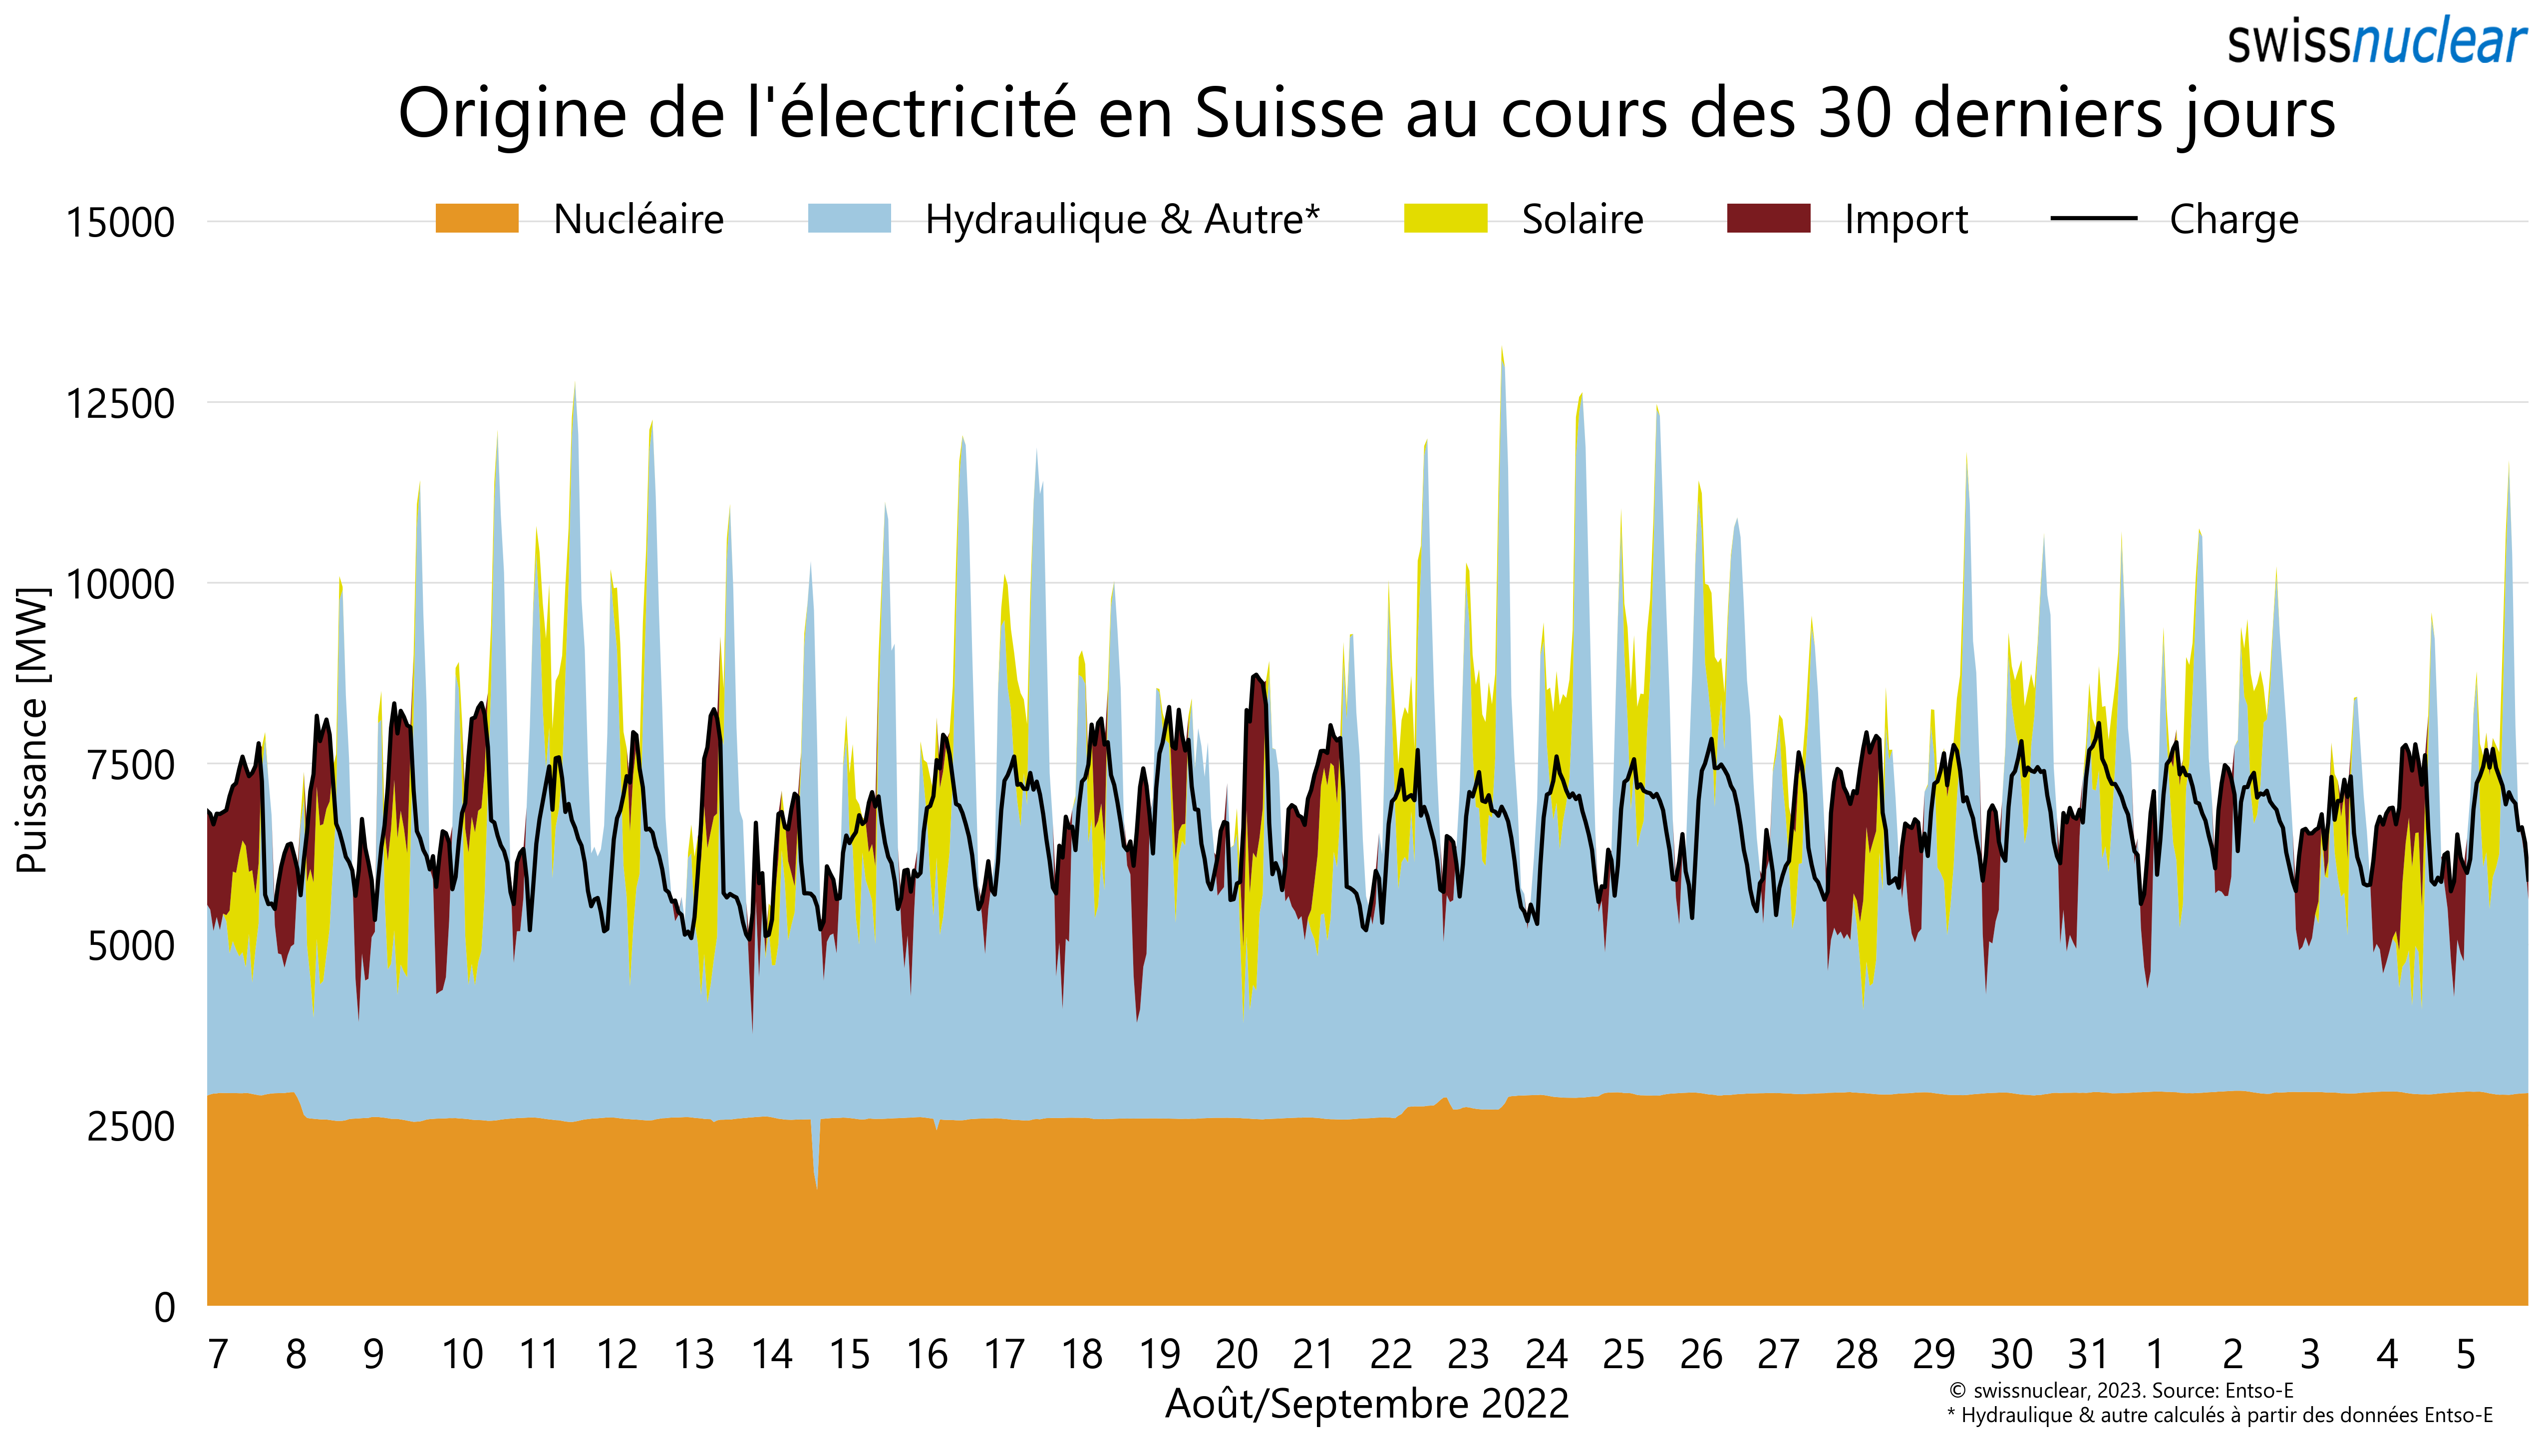 swissnuclear
Origine de l'électricité en Suisse au cours des 30 derniers jours
Nucléaire Hydraulique & Autre* Solaire Import Charge
15000
12500
10000
7500
5000
2500
0
Puissance [MW]
7 8 9 10 11 12 13 14 15 16 17 18 19 20 21 22 23 24 25 26 27 28 29 30 31 1 2 3 4 5
Août/Septembre 2022
© swissnuclear, 2023. Source: Entso-E
* Hydraulique & autre calculés à partir des données Entso-E